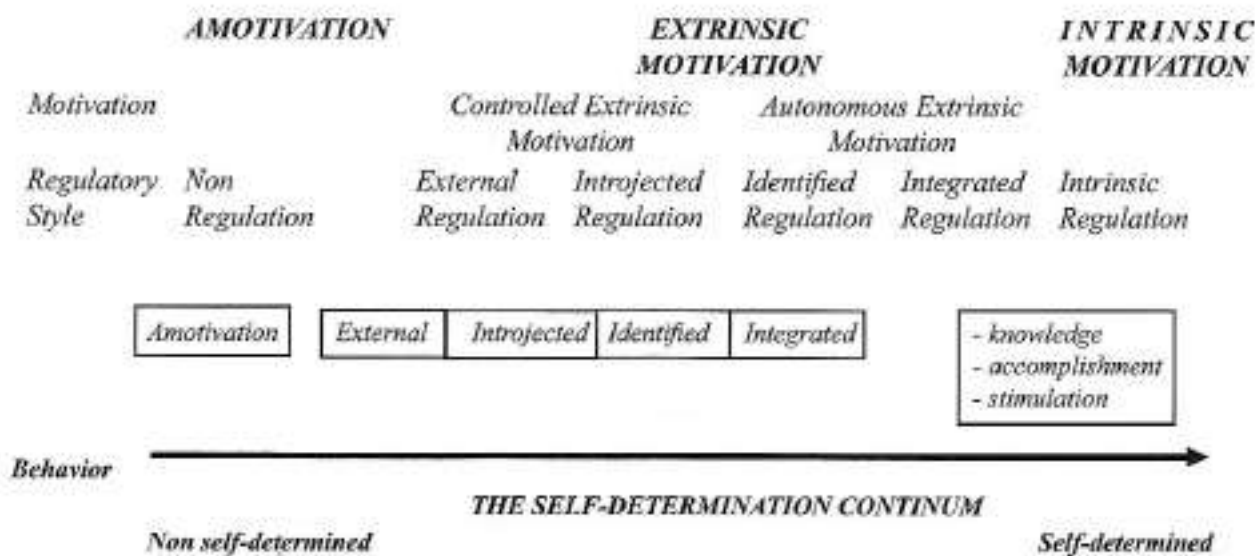 AMOTIVATION EXTRINSIC INTRINSIC
MOTIVATION MOTIVATION
Motivation Controlled Extrinsic Autonomous Extrinsic
Motivation Motivation
Regulatory Non External Introjected Identified Integrated Intrinsic
Style Regulation Regulation Regulation Regulation Regulation Regulation
Amotivation External Introjected Identified Integrated - knowledge
- accomplishment
- stimulation
Behavior
THE SELF-DETERMINATION CONTINUM
Non self-determined Self-determined